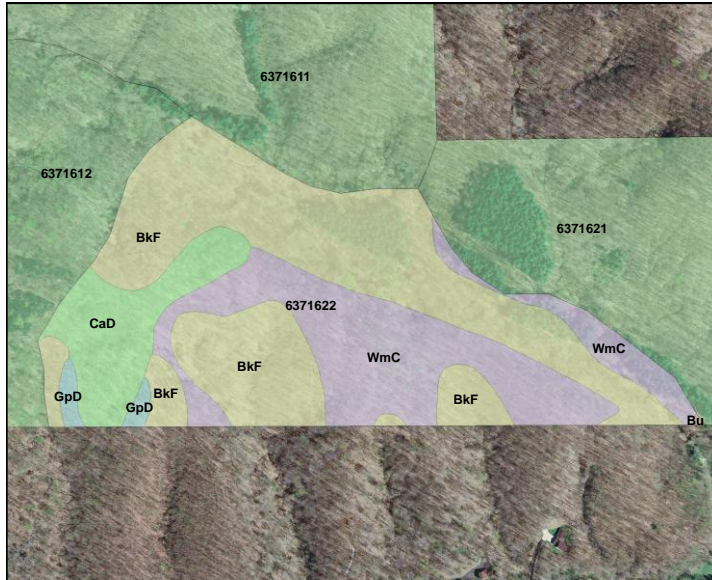 6371611
6371612
6371621
BkF
6371622
CaD
WmC
WmC
BkF
BkF
GpD
BkF
GpD
Bu